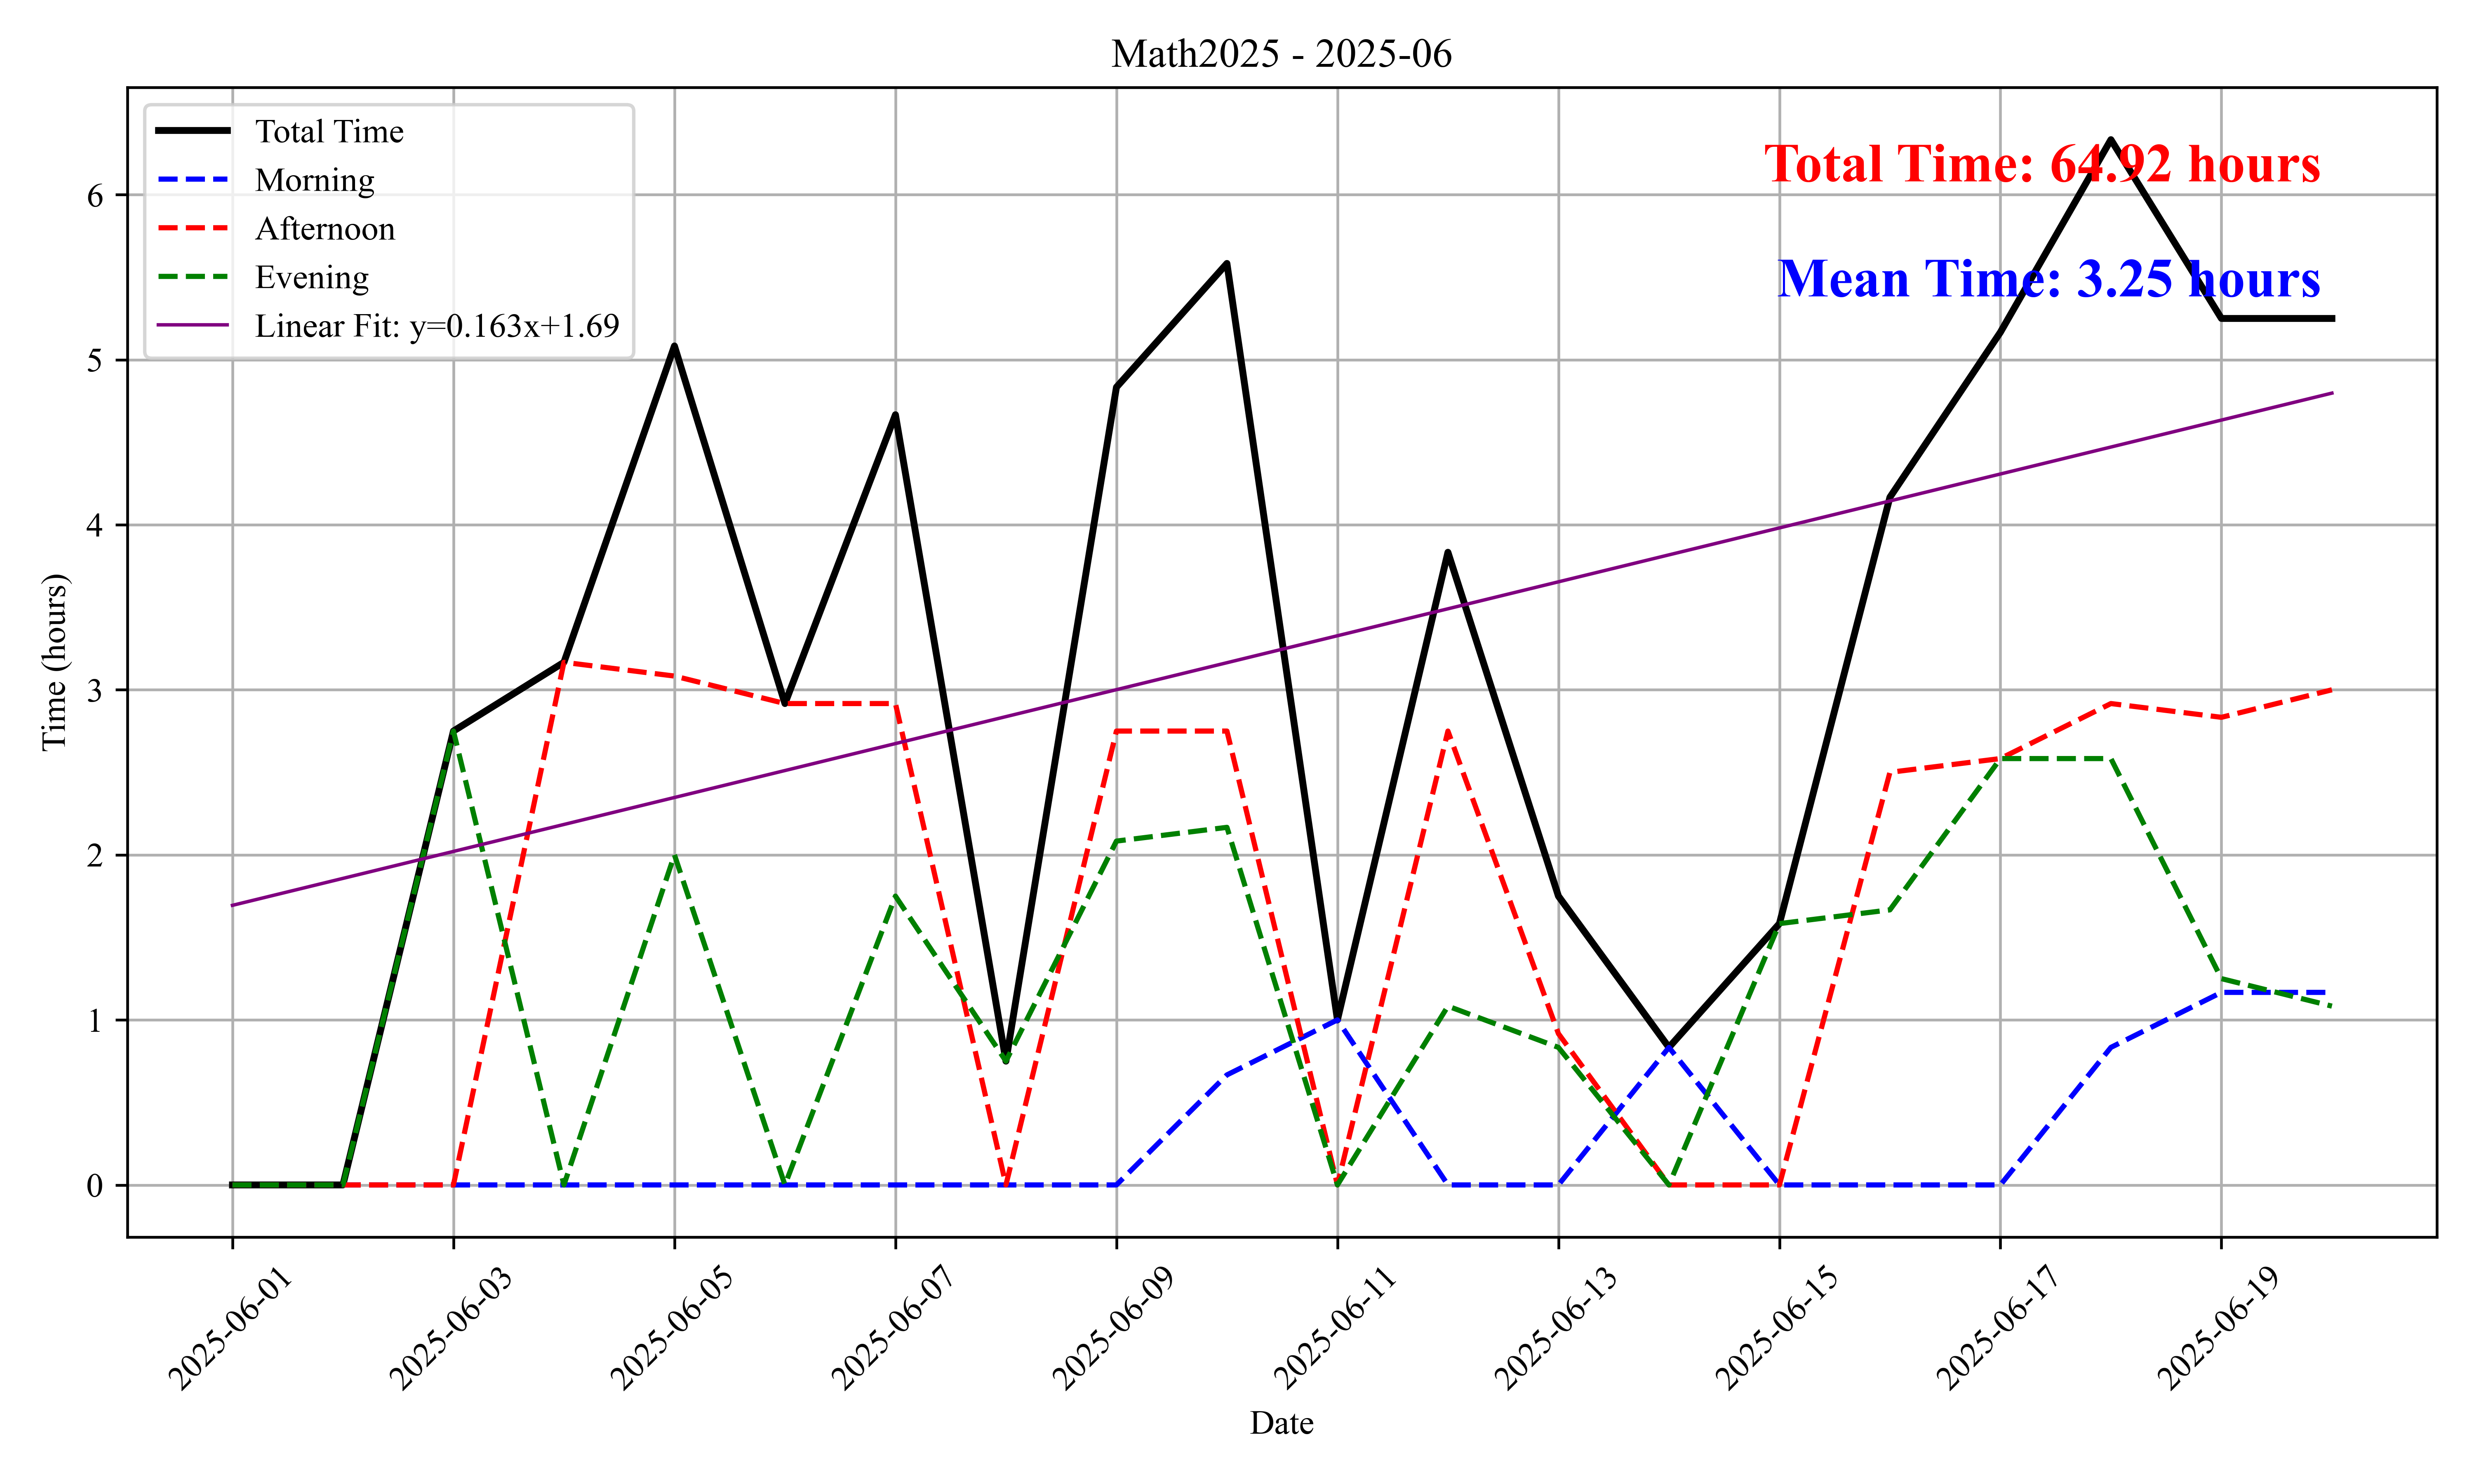 Math2025 - 2025-06
Total Time
Morning
Afternoon
Evening
Linear Fit: y=0.163x+1.69
Total Time: 64.92 hours
Mean Time: 3.25 hours
Time (hours)
6
5
4
3
2
1
0
2025-06-01
2025-06-03
2025-06-05
2025-06-07
2025-06-09
2025-06-11
2025-06-13
2025-06-15
2025-06-17
2025-06-19
Date